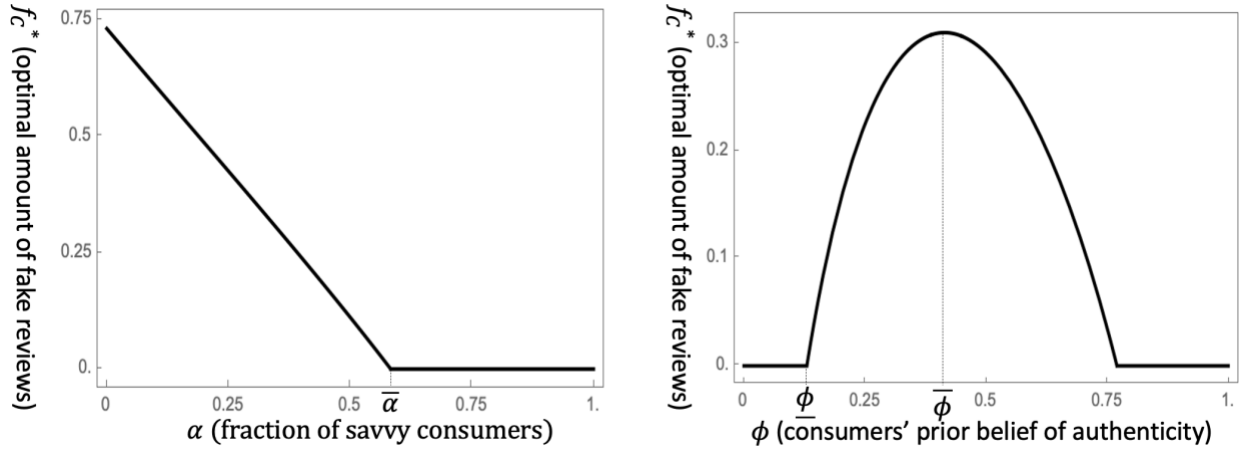 f_C* (optimal amount of fake reviews)
0.75
0.5
0.25
0.
0
0.25
0.5
α̅
0.75
1.
α (fraction of savvy consumers)
f_C* (optimal amount of fake reviews)
0.3
0.2
0.1
0.
0
ϕ̲
0.25
ϕ̅
0.5
0.75
1.
ϕ (consumers’ prior belief of authenticity)